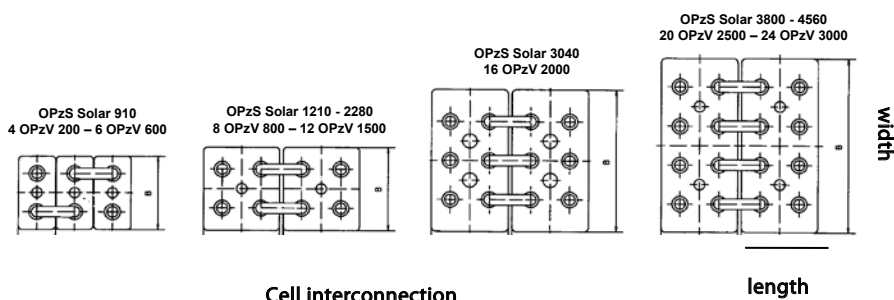 OPzS Solar 910
4 OPzV 200 – 6 OPzV 600
B
OPzS Solar 1210 - 2280
8 OPzV 800 – 12 OPzV 1500
B
OPzS Solar 3040
16 OPzV 2000
B
OPzS Solar 3800 - 4560
20 OPzV 2500 – 24 OPzV 3000
B
width
length
Cell interconnection